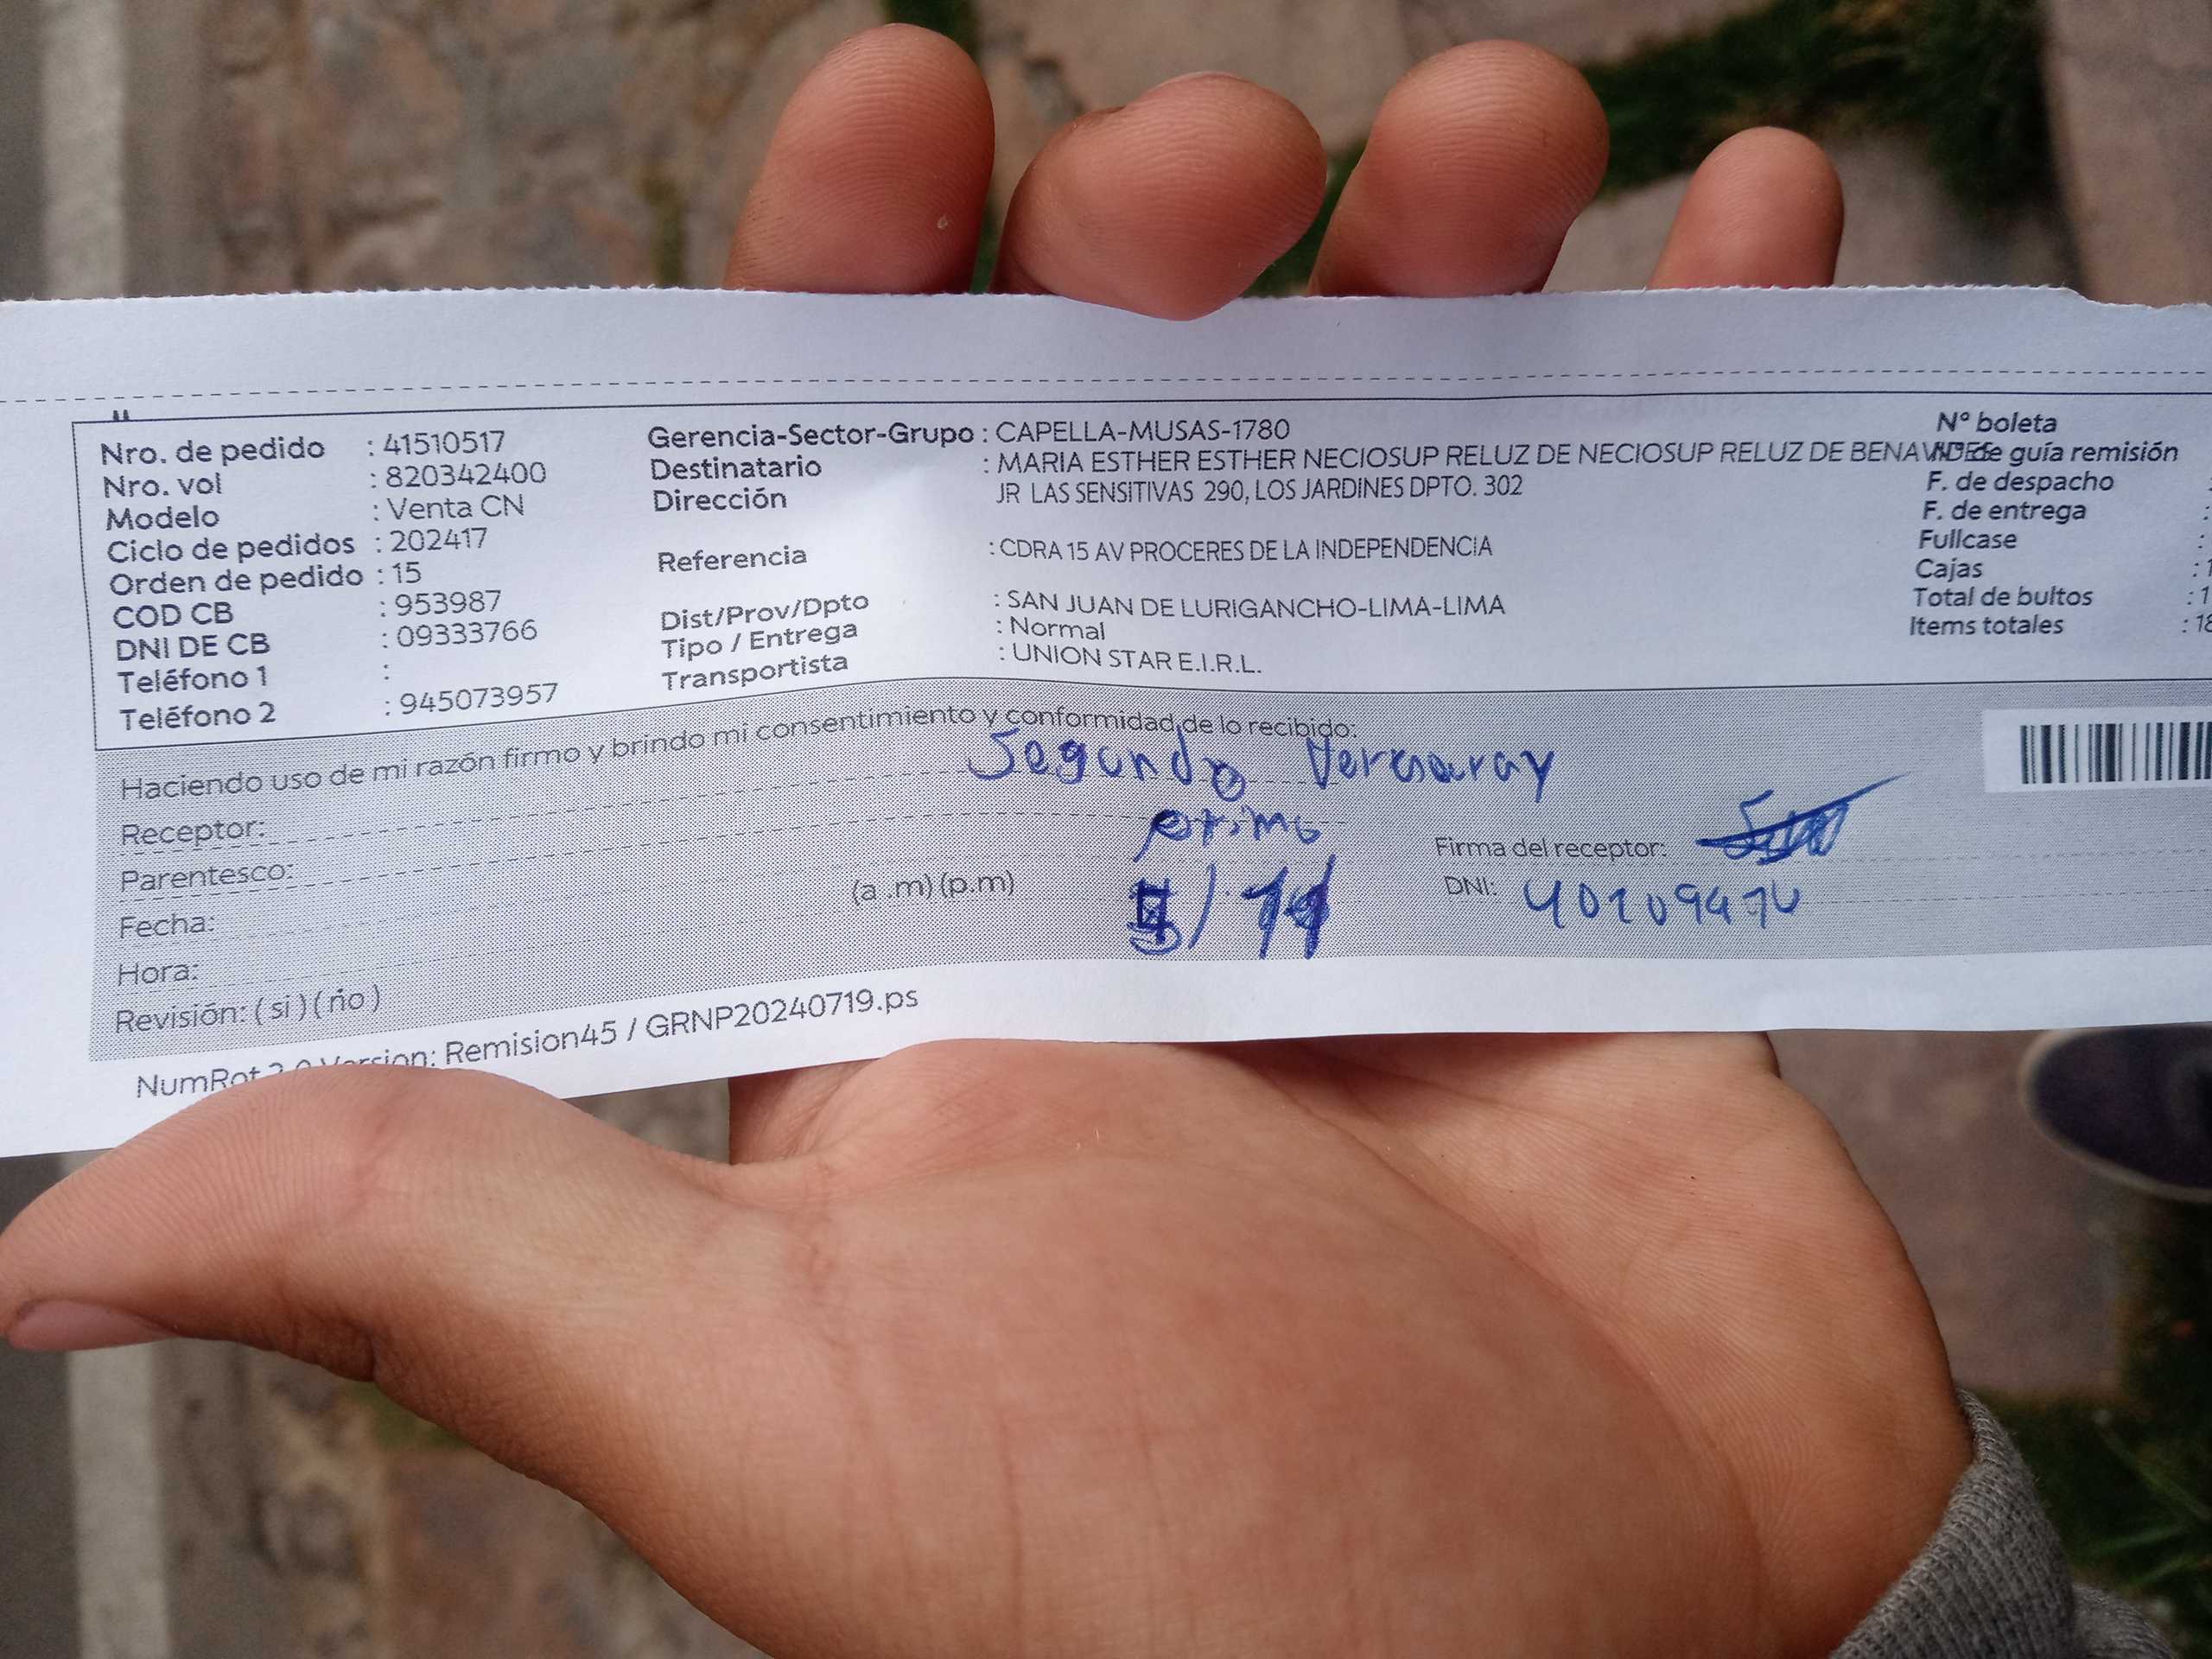 Nro. de pedido : 41510517
Nro. vol : 820342400
Modelo : Venta CN
Ciclo de pedidos : 202417
Orden de pedido : 15
COD CB : 953987
DNI DE CB : 09333766
Teléfono 1 :
Teléfono 2 : 945073957
Gerencia-Sector-Grupo : CAPELLA-MUSAS-1780
Destinatario : MARIA ESTHER ESTHER NECIOSUP RELUZ DE NECIOSUP RELUZ DE BENAVIDES
Dirección JR LAS SENSITIVAS 290, LOS JARDINES DPTO. 302
Referencia : CDRA 15 AV PROCERES DE LA INDEPENDENCIA
Dist/Prov/Dpto : SAN JUAN DE LURIGANCHO-LIMA-LIMA
Tipo / Entrega : Normal
Transportista : UNION STAR E.I.R.L.
Nº boleta
de guía remisión
F. de despacho :
F. de entrega :
Fullcase :
Cajas : 1
Total de bultos : 1
Items totales : 18
Haciendo uso de mi razón firmo y brindo mi consentimiento y conformidad de lo recibido:
Receptor: Segundo
Parentesco: primo
Firma del receptor:
Fecha: (a .m) (p.m)
DNI:
Hora:
Revisión: ( si ) ( no )
Version: Remision45 / GRNP20240719.ps